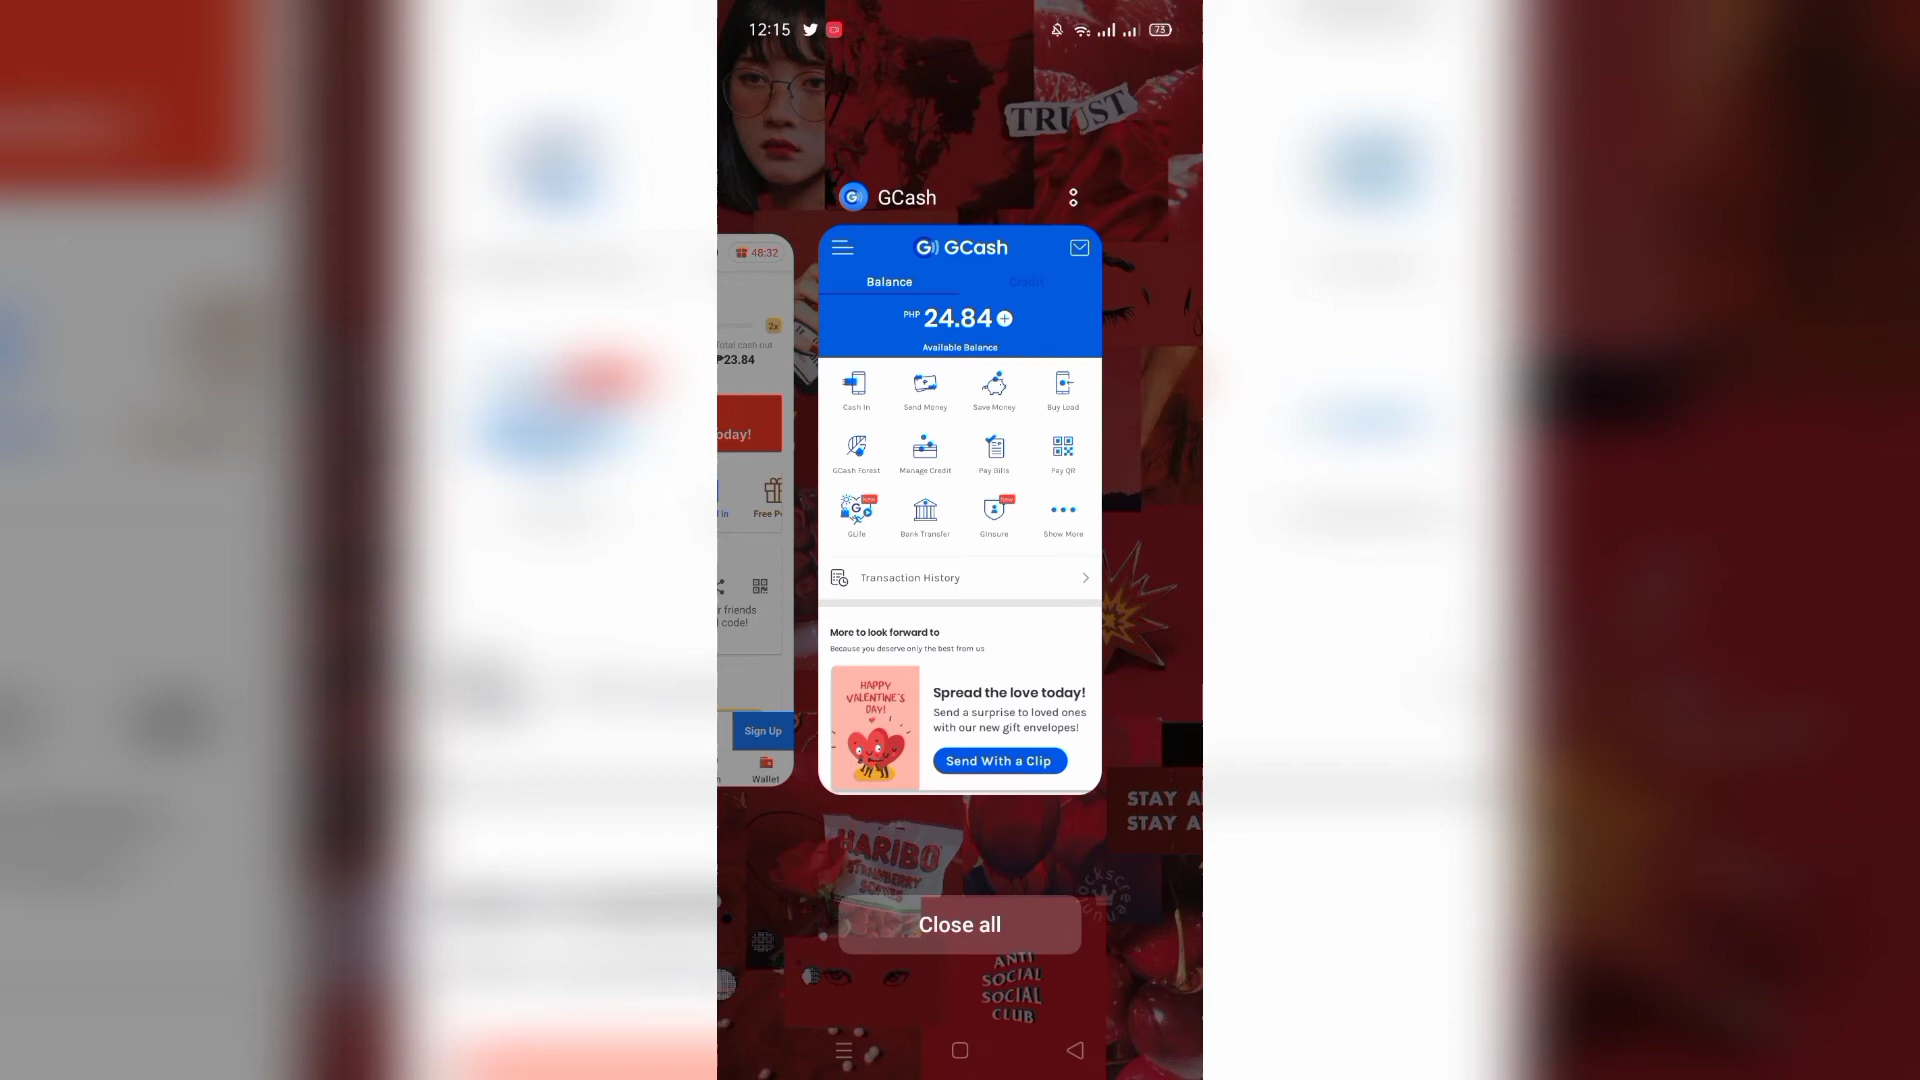 12:15
73
TRUST
GCash
48:32
GCash
Balance
Credit
PHP 24.84
Available Balance
2x
Total cash out
₱23.84
Cash In
Send Money
Save Money
Buy Load
oday!
GCash Forest
Manage Credit
Pay Bills
Pay QR
New
New
l In
Free P
GLife
Bank Transfer
GInsure
Show More
Transaction History
r friends
l code!
More to look forward to
Because you deserve only the best from us
HAPPY
VALENTINE'S
DAY!
Spread the love today!
Send a surprise to loved ones
with our new gift envelopes!
Sign Up
Send With a Clip
Wallet
STAY A
STAY A
HARIBO
STRAWBERRY
Close all
ANTI
SOCIAL
SOCIAL
CLUB